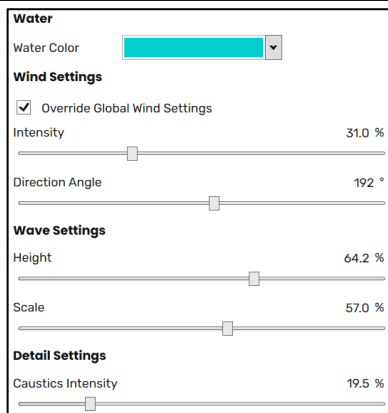 Water
Water Color
Wind Settings
Override Global Wind Settings
Intensity 31.0 %
Direction Angle 192 °
Wave Settings
Height 64.2 %
Scale 57.0 %
Detail Settings
Caustics Intensity 19.5 %